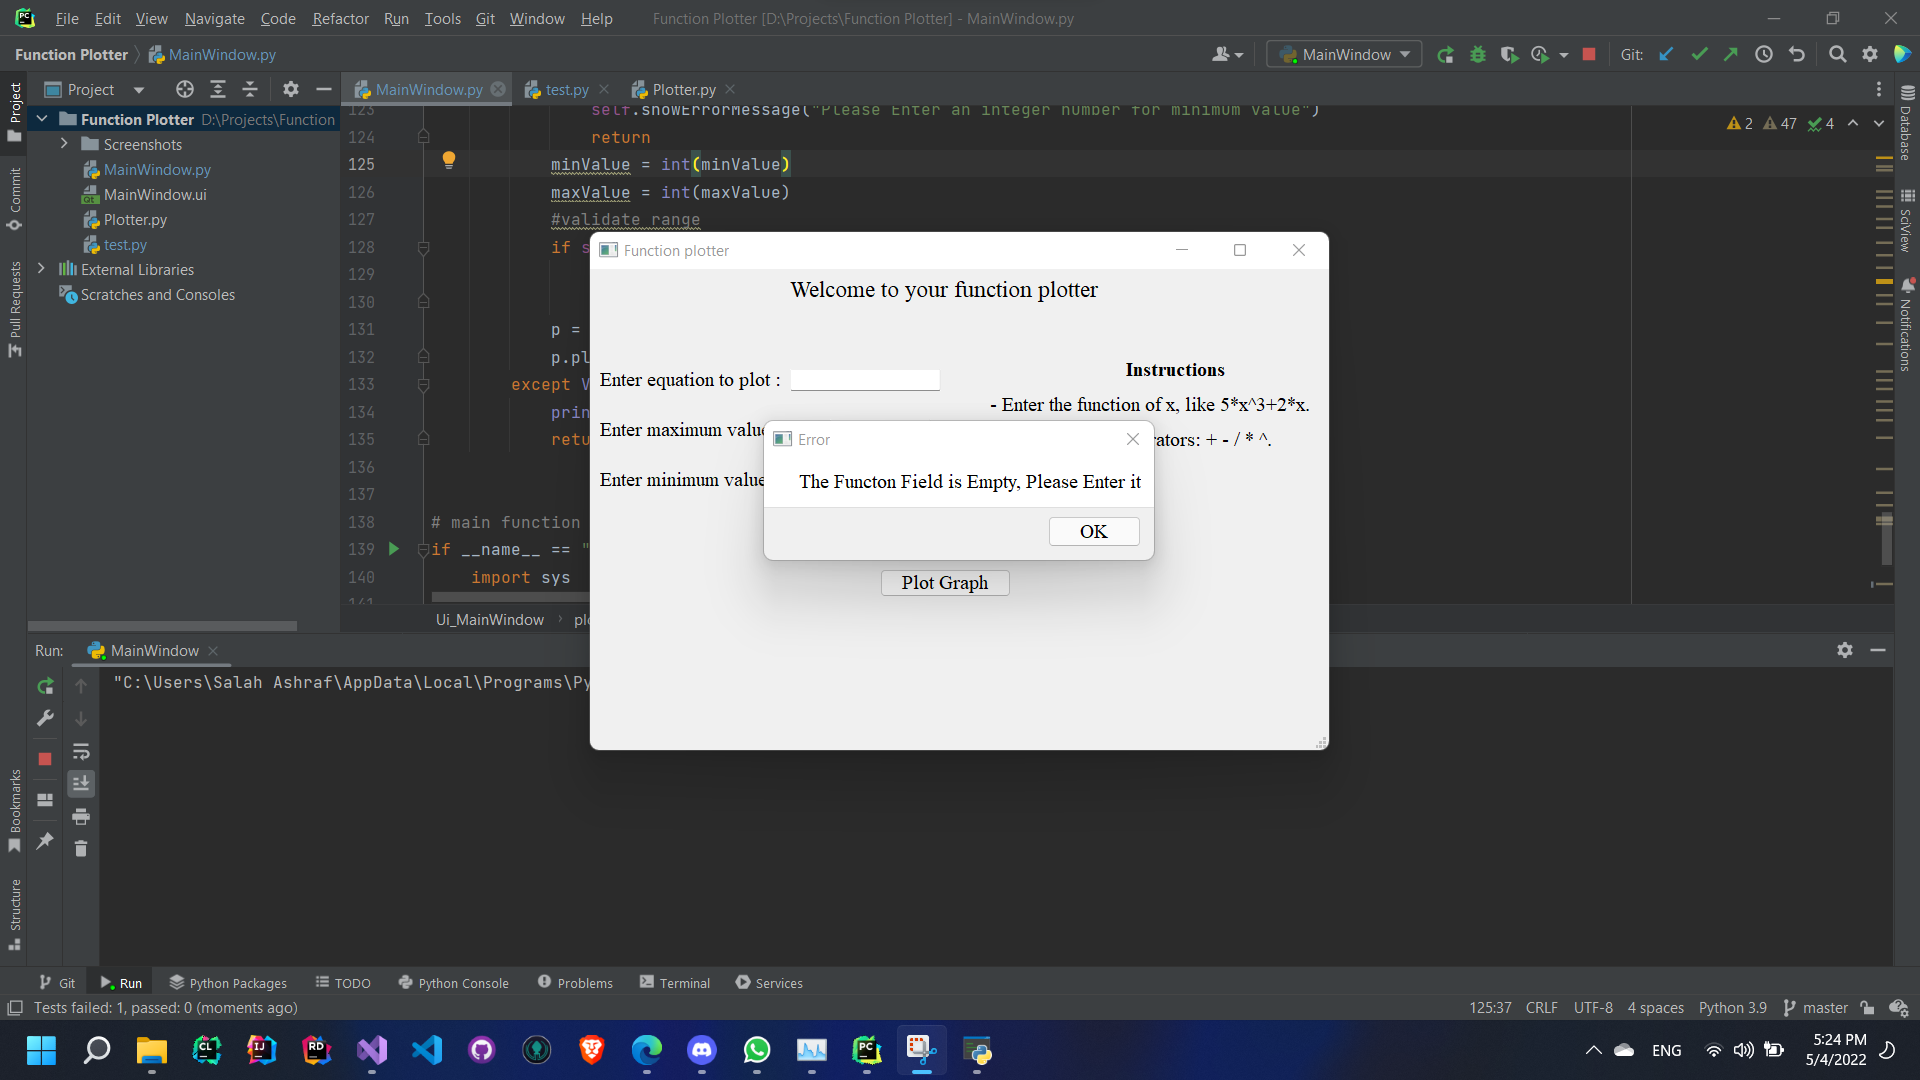 File Edit View Navigate Code Refactor Run Tools Git Window Help Function Plotter [D:\Projects\Function Plotter] - MainWindow.py
Function Plotter MainWindow.py MainWindow Git:
Project MainWindow.py test.py Plotter.py
Function Plotter D:\Projects\Function
Screenshots
MainWindow.py
MainWindow.ui
Plotter.py
test.py
External Libraries
Scratches and Consoles
Project
Commit
Pull Requests
Bookmarks
Structure
Database
SciView
Notifications
2 47 4
123 self.showErrorMessage("Please Enter an integer number for minimum value")
124 return
125 minValue = int(minValue)
126 maxValue = int(maxValue)
127 #validate range
128 if s
129
130
131 p =
132 p.pl
133 except V
134 prin
135 retu
136
137
138 # main function
139 if __name__ == "
140 import sys
141
Ui_MainWindow plo
Function plotter
Welcome to your function plotter
Enter equation to plot :
Enter maximum value
Enter minimum value
Instructions
- Enter the function of x, like 5*x^3+2*x.
rators: + - / * ^.
Error
The Functon Field is Empty, Please Enter it
OK
Plot Graph
Run: MainWindow
"C:\Users\Salah Ashraf\AppData\Local\Programs\Py
Git Run Python Packages TODO Python Console Problems Terminal Services
Tests failed: 1, passed: 0 (moments ago) 125:37 CRLF UTF-8 4 spaces Python 3.9 master
ENG 5:24 PM
5/4/2022